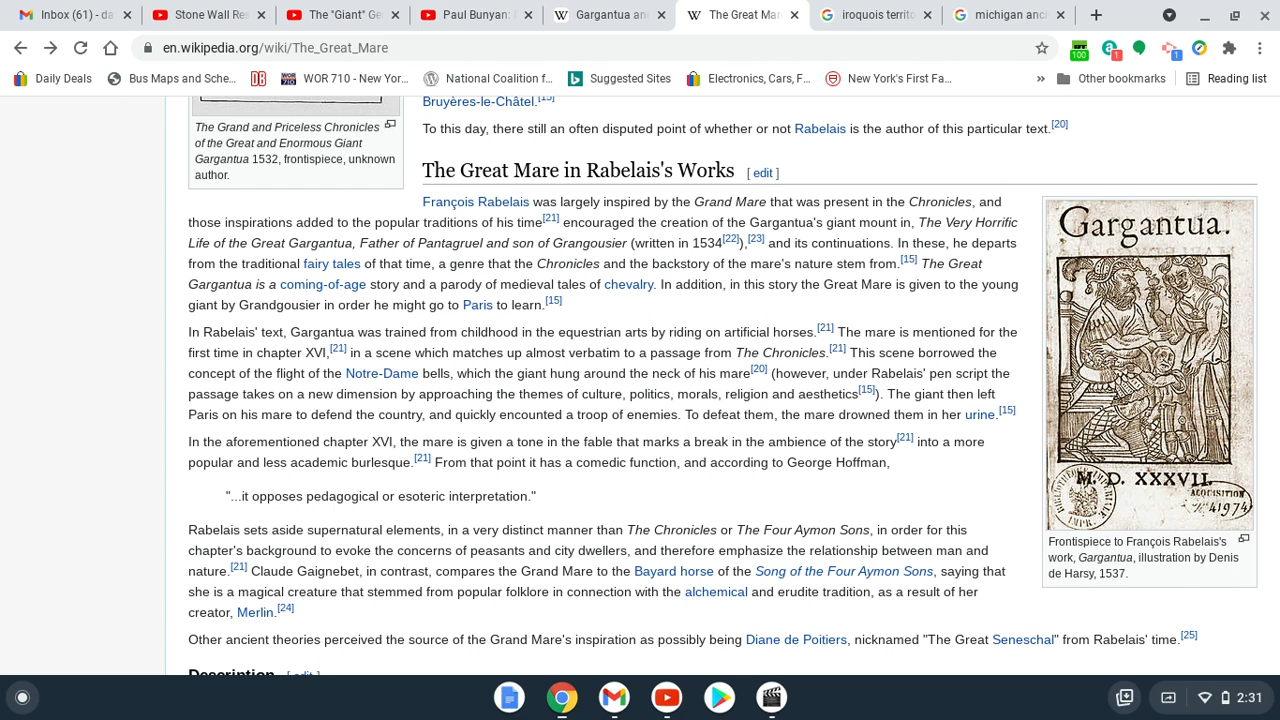 Inbox (61) - da
Stone Wall Res
The "Giant" Ge
Paul Bunyan:
Gargantua an
The Great Mar
iroquois territo
michigan anci
en.wikipedia.org/wiki/The_Great_Mare
100
1
1
Daily Deals
Bus Maps and Sche...
DB
WOR 710 - New Yor...
National Coalition f...
Suggested Sites
Electronics, Cars, F...
New York's First Fa...
»
Other bookmarks
Reading list
The Grand and Priceless Chronicles
of the Great and Enormous Giant
Gargantua 1532, frontispiece, unknown
author.
Bruyères-le-Châtel.[15]
To this day, there still an often disputed point of whether or not Rabelais is the author of this particular text.[20]
The Great Mare in Rabelais's Works [ edit ]
François Rabelais was largely inspired by the Grand Mare that was present in the Chronicles, and
those inspirations added to the popular traditions of his time[21] encouraged the creation of the Gargantua's giant mount in, The Very Horrific
Life of the Great Gargantua, Father of Pantagruel and son of Grangousier (written in 1534[22]),[23] and its continuations. In these, he departs
from the traditional fairy tales of that time, a genre that the Chronicles and the backstory of the mare's nature stem from.[15] The Great
Gargantua is a coming-of-age story and a parody of medieval tales of chevalry. In addition, in this story the Great Mare is given to the young
giant by Grandgousier in order he might go to Paris to learn.[15]
In Rabelais' text, Gargantua was trained from childhood in the equestrian arts by riding on artificial horses.[21] The mare is mentioned for the
first time in chapter XVI,[21] in a scene which matches up almost verbatim to a passage from The Chronicles.[21] This scene borrowed the
concept of the flight of the Notre-Dame bells, which the giant hung around the neck of his mare[20] (however, under Rabelais' pen script the
passage takes on a new dimension by approaching the themes of culture, politics, morals, religion and aesthetics[15]). The giant then left
Paris on his mare to defend the country, and quickly encountered a troop of enemies. To defeat them, the mare drowned them in her urine.[15]
In the aforementioned chapter XVI, the mare is given a tone in the fable that marks a break in the ambience of the story[21] into a more
popular and less academic burlesque.[21] From that point it has a comedic function, and according to George Hoffman,
"...it opposes pedagogical or esoteric interpretation."
Rabelais sets aside supernatural elements, in a very distinct manner than The Chronicles or The Four Aymon Sons, in order for this
chapter's background to evoke the concerns of peasants and city dwellers, and therefore emphasize the relationship between man and
nature.[21] Claude Gaignebet, in contrast, compares the Grand Mare to the Bayard horse of the Song of the Four Aymon Sons, saying that
she is a magical creature that stemmed from popular folklore in connection with the alchemical and erudite tradition, as a result of her
creator, Merlin.[24]
Other ancient theories perceived the source of the Grand Mare's inspiration as possibly being Diane de Poitiers, nicknamed "The Great Seneschal" from Rabelais' time.[25]
Description [ edit ]
Gargantua.
M. D. XXXVII.
ACQUISITION
41974
Frontispiece to François Rabelais's
work, Gargantua, illustration by Denis
de Harsy, 1537.
2:31